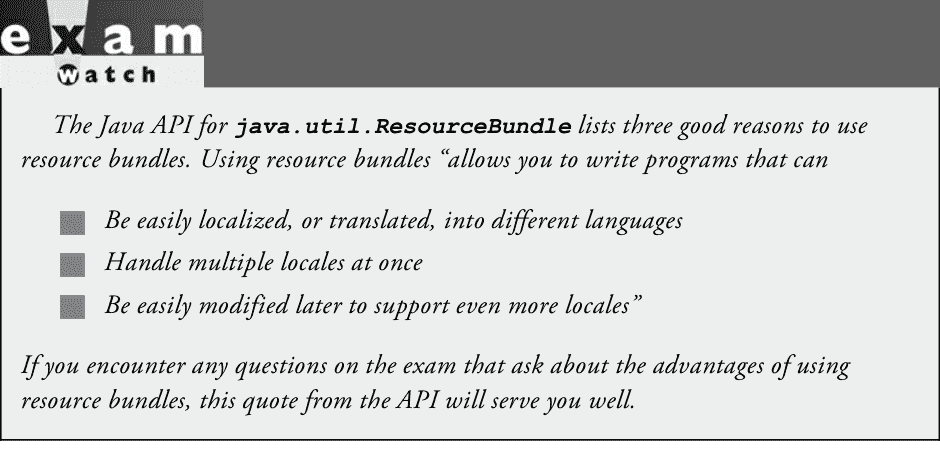 exam
watch
The Java API for java.util.ResourceBundle lists three good reasons to use
resource bundles. Using resource bundles “allows you to write programs that can
Be easily localized, or translated, into different languages
Handle multiple locales at once
Be easily modified later to support even more locales”
If you encounter any questions on the exam that ask about the advantages of using
resource bundles, this quote from the API will serve you well.